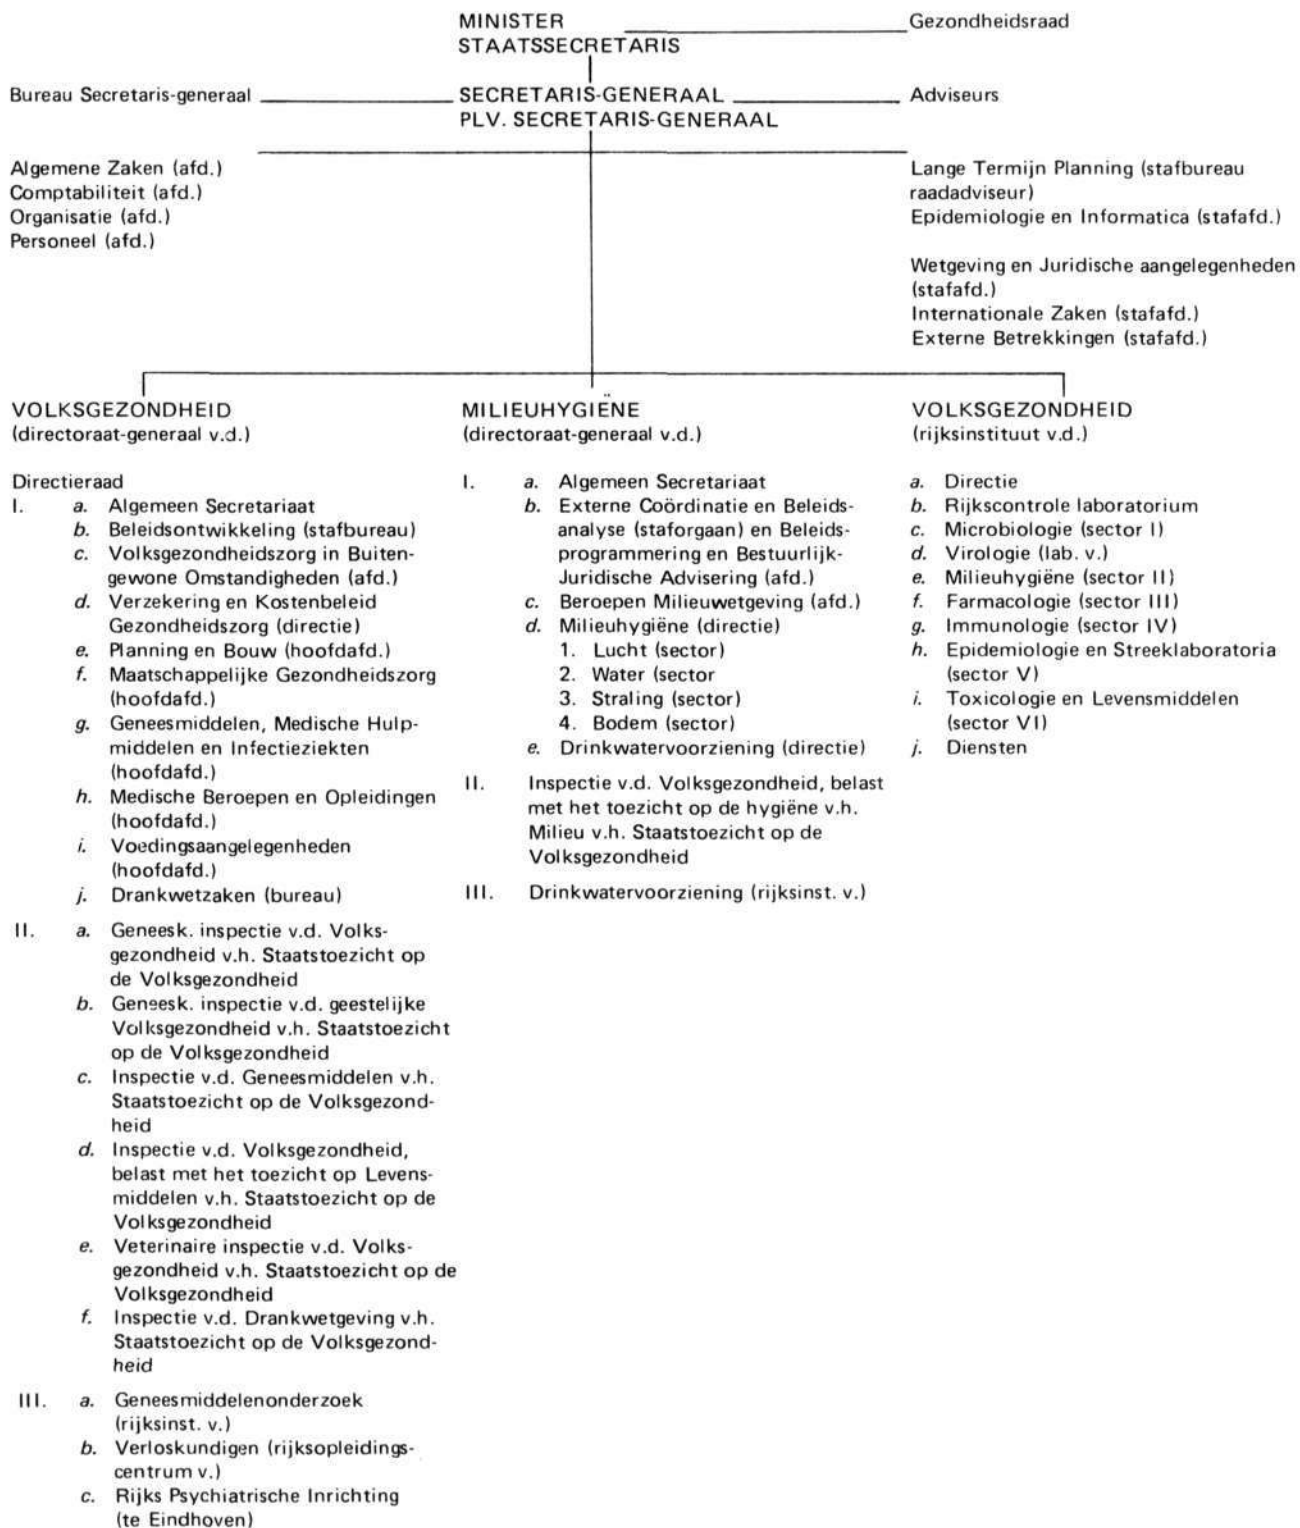 MINISTER
Gezondheidsraad
STAATSSECRETARIS
Bureau Secretaris-generaal
SECRETARIS-GENERAAL
Adviseurs
PLV. SECRETARIS-GENERAAL
Algemene Zaken (afd.)
Comptabiliteit (afd.)
Organisatie (afd.)
Personeel (afd.)
Lange Termijn Planning (stafbureau
raadadviseur)
Epidemiologie en Informatica (stafafd.)
Wetgeving en Juridische aangelegenheden
(stafafd.)
Internationale Zaken (stafafd.)
Externe Betrekkingen (stafafd.)
VOLKSGEZONDHEID
(directoraat-generaal v.d.)
Directieraad
I. a. Algemeen Secretariaat
b. Beleidsontwikkeling (stafbureau)
c. Volksgezondheidszorg in Buiten-
gewone Omstandigheden (afd.)
d. Verzekering en Kostenbeleid
Gezondheidszorg (directie)
e. Planning en Bouw (hoofdafd.)
f. Maatschappelijke Gezondheidszorg
(hoofdafd.)
g. Geneesmiddelen, Medische Hulp-
middelen en Infectieziekten
(hoofdafd.)
h. Medische Beroepen en Opleidingen
(hoofdafd.)
i. Voedingsaangelegenheden
(hoofdafd.)
j. Drankwetzaken (bureau)
II. a. Geneesk. inspectie v.d. Volks-
gezondheid v.h. Staatstoezicht op
de Volksgezondheid
b. Geneesk. inspectie v.d. geestelijke
Volksgezondheid v.h. Staatstoezicht
op de Volksgezondheid
c. Inspectie v.d. Geneesmiddelen v.h.
Staatstoezicht op de Volksgezond-
heid
d. Inspectie v.d. Volksgezondheid,
belast met het toezicht op Levens-
middelen v.h. Staatstoezicht op de
Volksgezondheid
e. Veterinaire inspectie v.d. Volks-
gezondheid v.h. Staatstoezicht op de
Volksgezondheid
f. Inspectie v.d. Drankwetgeving v.h.
Staatstoezicht op de Volksgezond-
heid
III. a. Geneesmiddelenonderzoek
(rijksinst. v.)
b. Verloskundigen (rijksopleidings-
centrum v.)
c. Rijks Psychiatrische Inrichting
(te Eindhoven)
MILIEUHYGIËNE
(directoraat-generaal v.d.)
I. a. Algemeen Secretariaat
b. Externe Coördinatie en Beleids-
analyse (staforgaan) en Beleids-
programmering en Bestuurlijk-
Juridische Advisering (afd.)
c. Beroepen Milieuwetgeving (afd.)
d. Milieuhygiëne (directie)
1. Lucht (sector)
2. Water (sector
3. Straling (sector)
4. Bodem (sector)
e. Drinkwatervoorziening (directie)
II. Inspectie v.d. Volksgezondheid, belast
met het toezicht op de hygiëne v.h.
Milieu v.h. Staatstoezicht op de
Volksgezondheid
III. Drinkwatervoorziening (rijksinst. v.)
VOLKSGEZONDHEID
(rijksinstituut v.d.)
a. Directie
b. Rijkscontrole laboratorium
c. Microbiologie (sector I)
d. Virologie (lab. v.)
e. Milieuhygiëne (sector II)
f. Farmacologie (sector III)
g. Immunologie (sector IV)
h. Epidemiologie en Streeklaboratoria
(sector V)
i. Toxicologie en Levensmiddelen
(sector VI)
j. Diensten